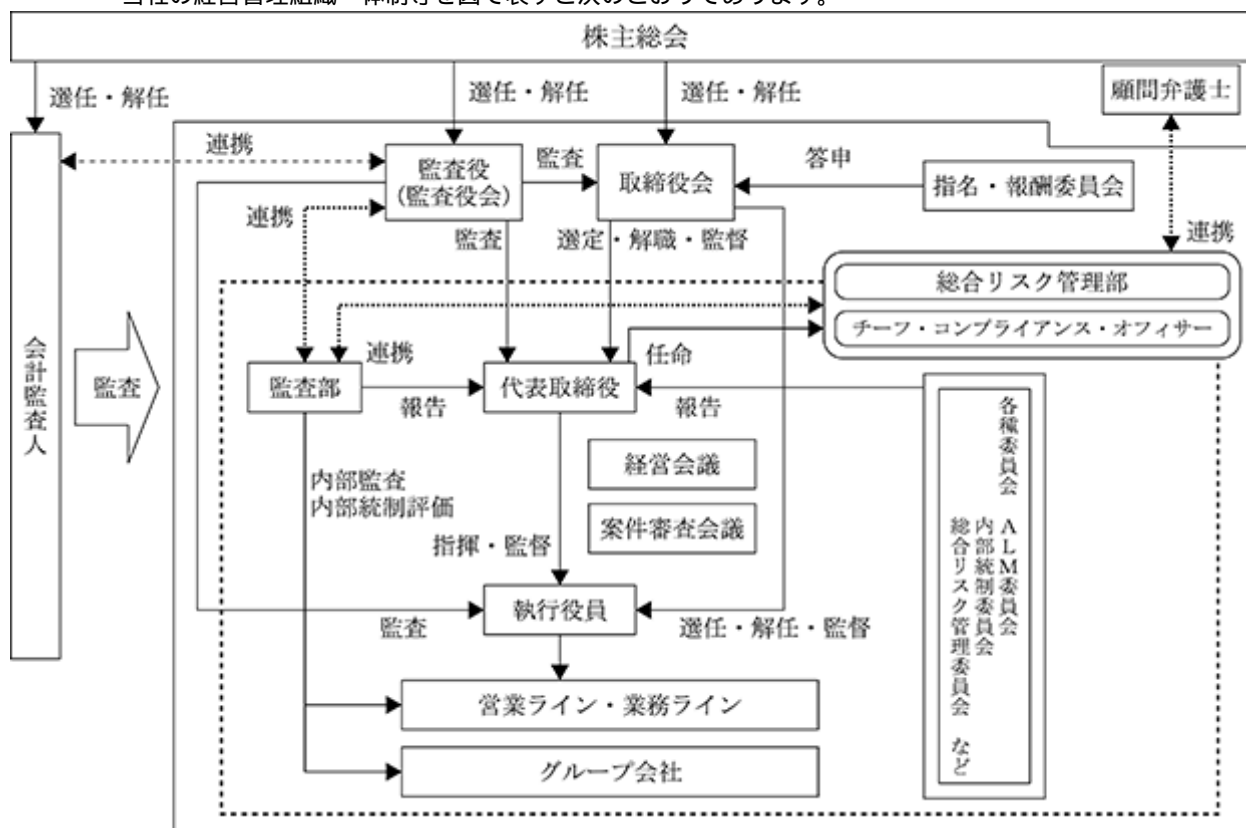 当社の経営管理組織・体制等を図で表すと次のとおりであります。
株主総会
選任・解任
選任・解任
選任・解任
顧問弁護士
連携
監査役
(監査役会)
監査
取締役会
答申
指名・報酬委員会
連携
監査
選定・解職・監督
連携
総合リスク管理部
チーフ・コンプライアンス・オフィサー
会計監査人
監査
連携
任命
監査部
報告
代表取締役
報告
各種委員会
ALM委員会
内部統制委員会
総合リスク管理委員会 など
経営会議
内部監査
内部統制評価
案件審査会議
指揮・監督
執行役員
監査
選任・解任・監督
営業ライン・業務ライン
グループ会社